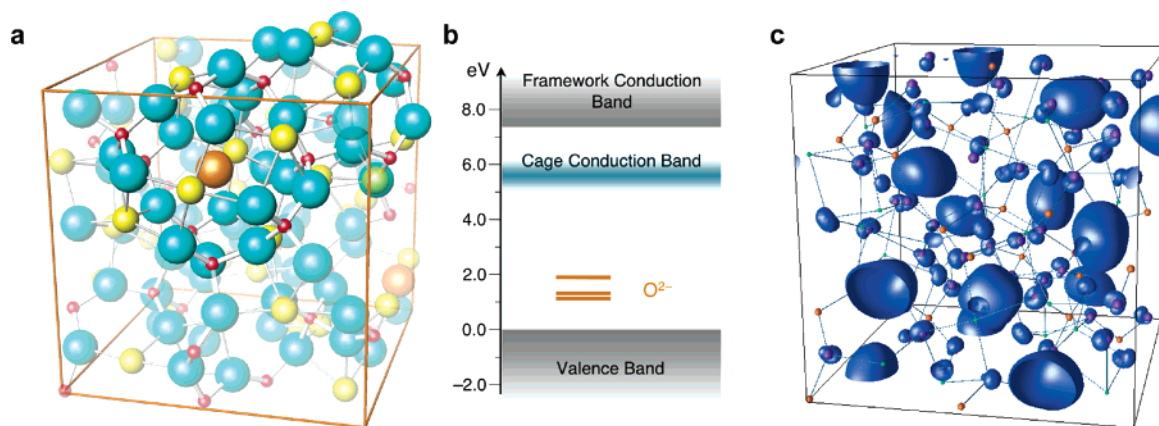 a
b
c
eV
Framework Conduction
Band
8.0
Cage Conduction Band
6.0
4.0
2.0
O²⁻
0.0
Valence Band
–2.0